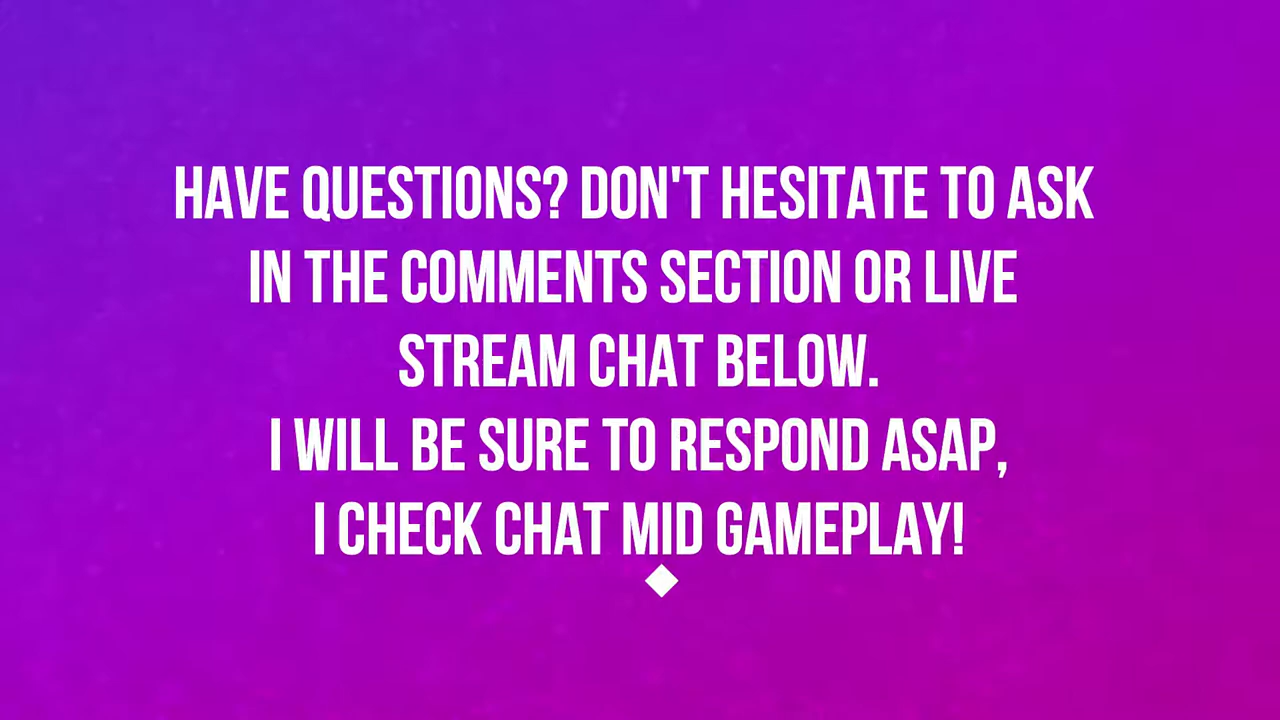 HAVE QUESTIONS? DON'T HESITATE TO ASK
IN THE COMMENTS SECTION OR LIVE
STREAM CHAT BELOW.
I WILL BE SURE TO RESPOND ASAP,
I CHECK CHAT MID GAMEPLAY!